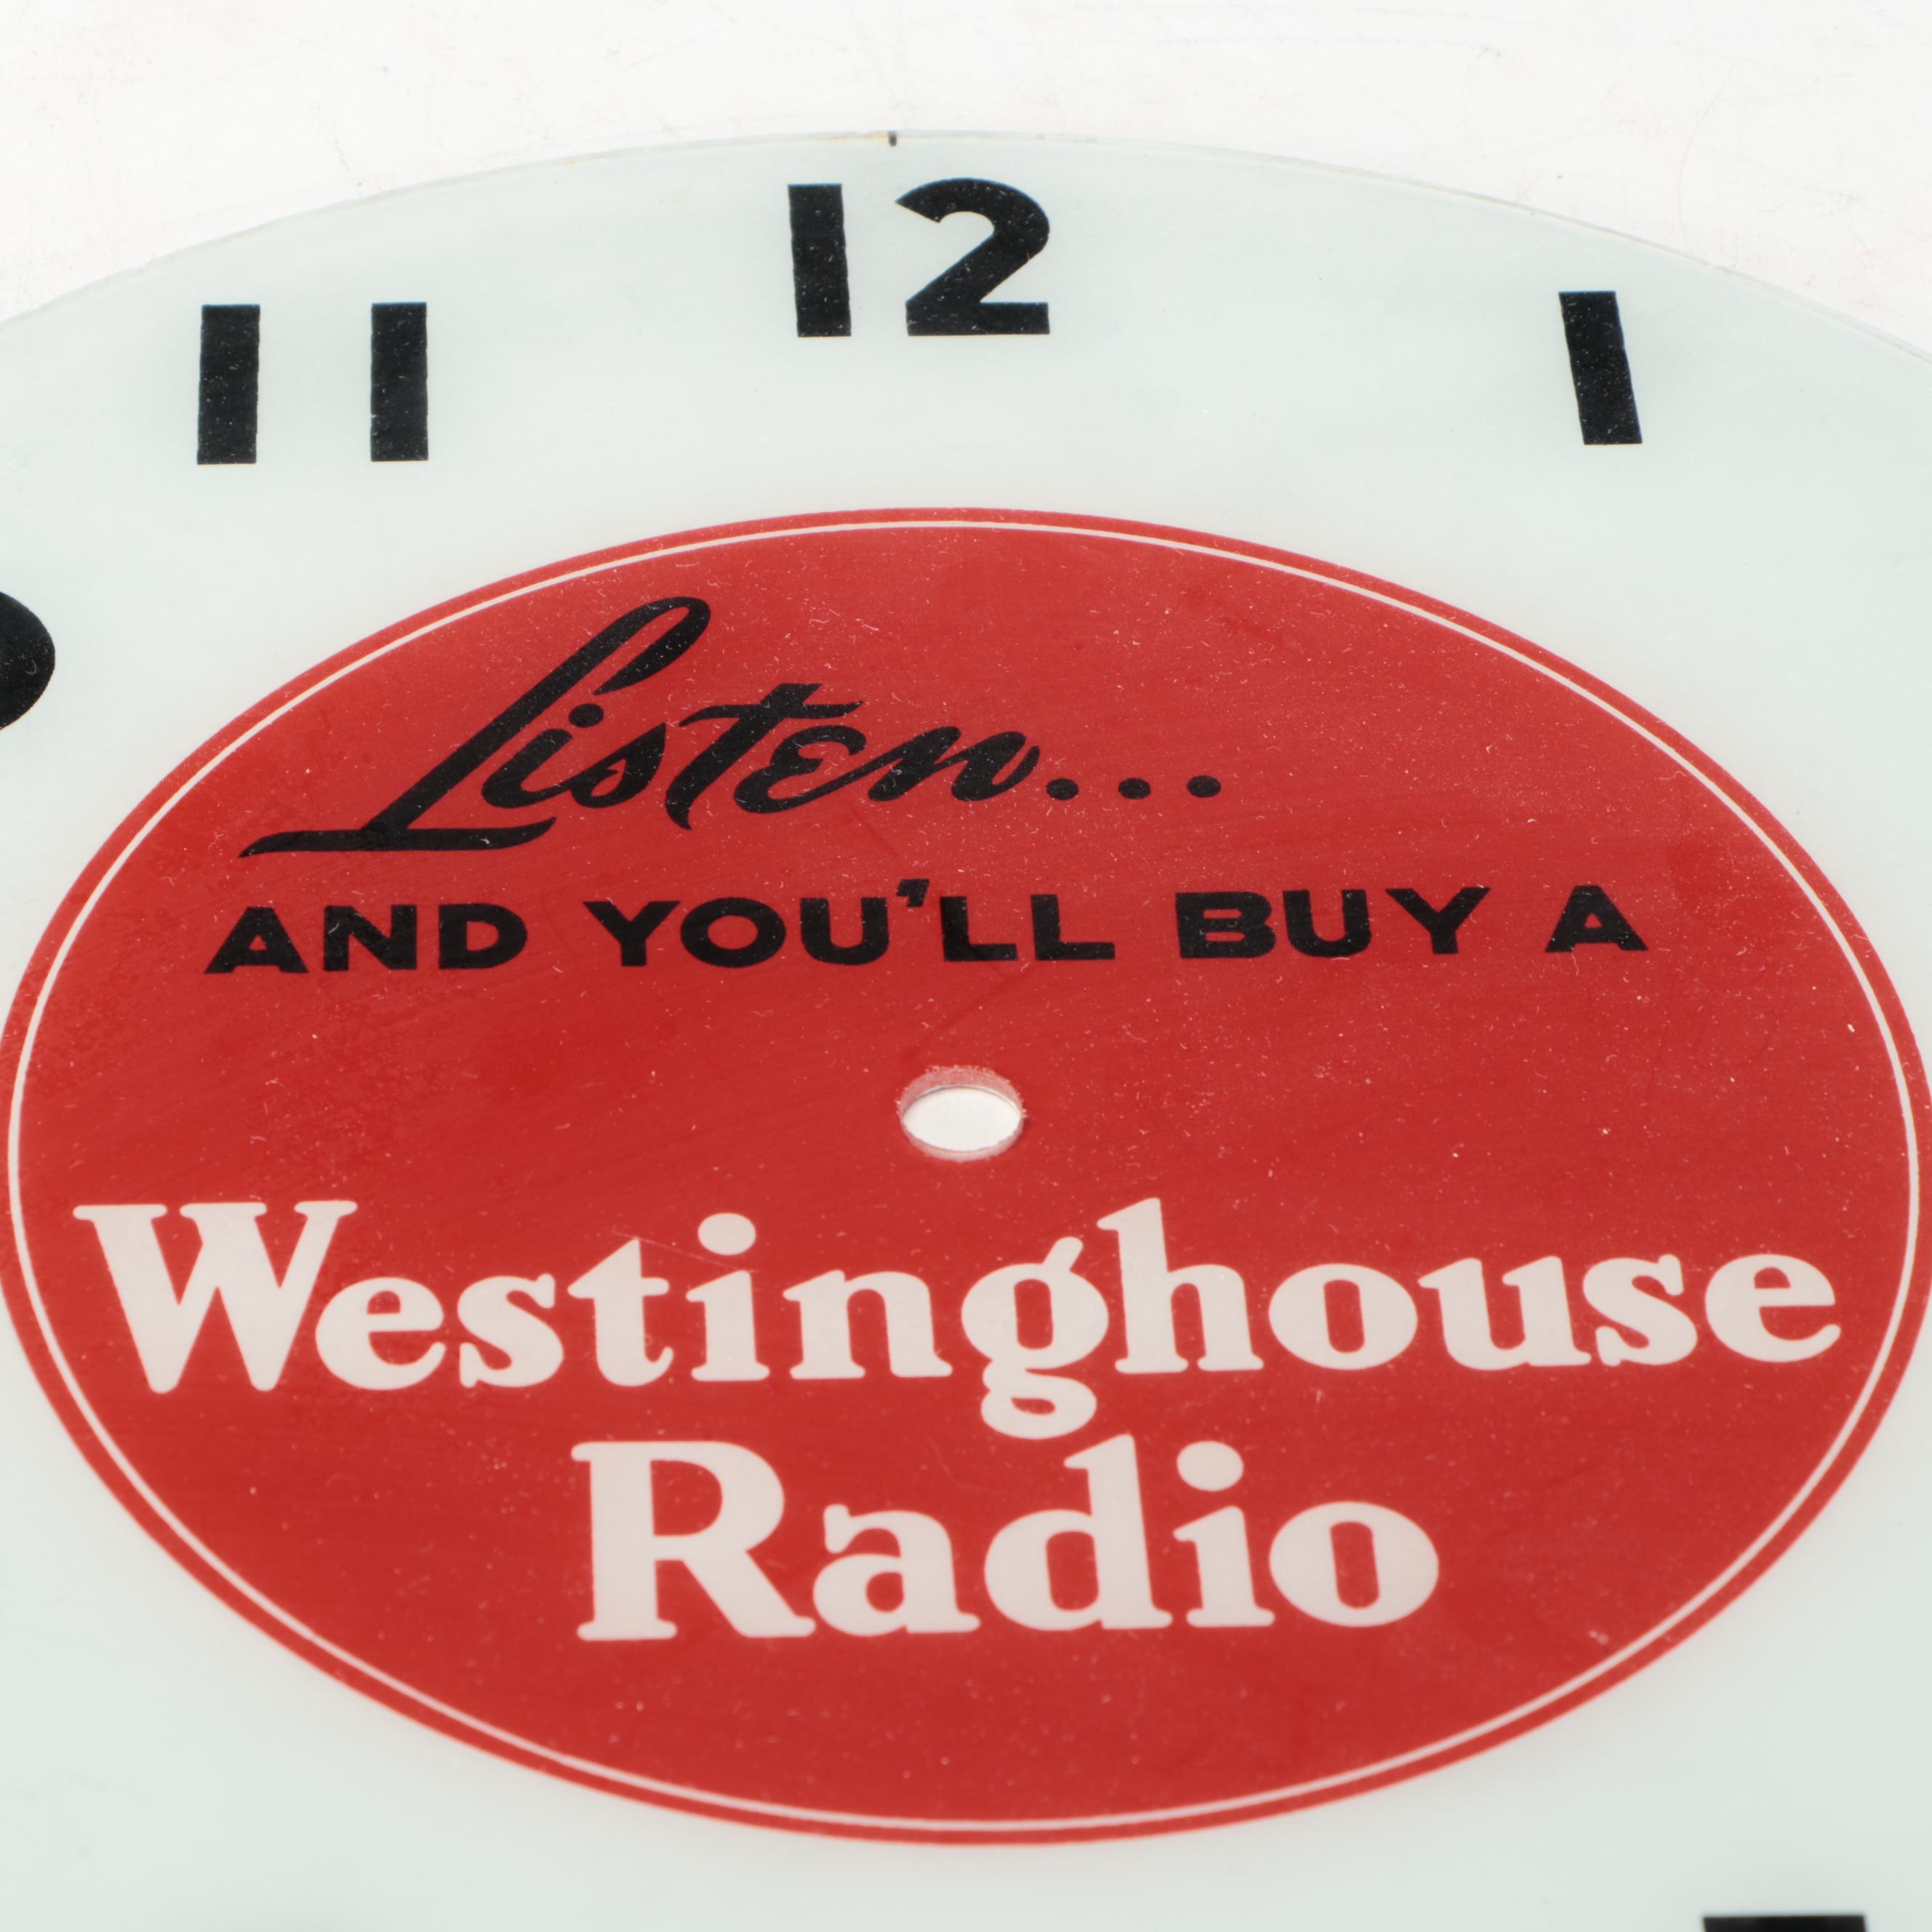 12
11
1
Listen...
AND YOU'LL BUY A
Westinghouse
Radio